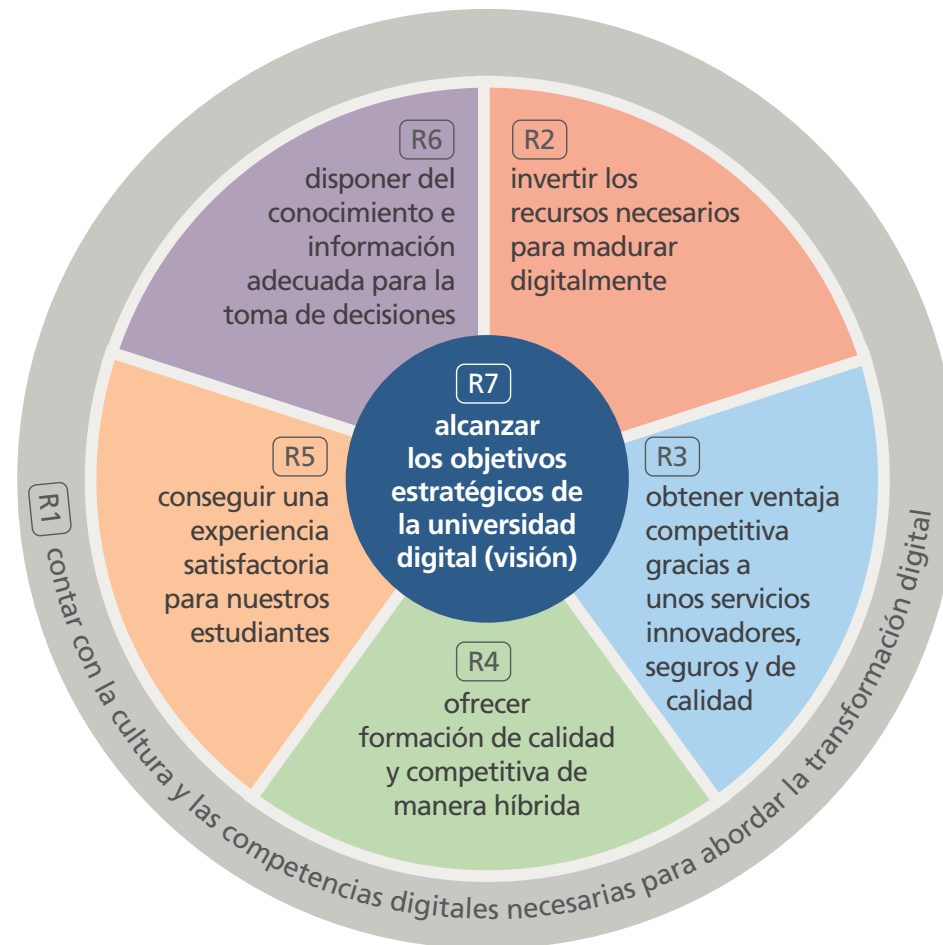 R1
contar con la cultura y las competencias digitales necesarias para abordar la transformación digital
R2
invertir los
recursos necesarios
para madurar
digitalmente
R3
obtener ventaja
competitiva
gracias a
unos servicios
innovadores,
seguros y de
calidad
R4
ofrecer
formación de calidad
y competitiva de
manera híbrida
R5
conseguir una
experiencia
satisfactoria
para nuestros
estudiantes
R6
disponer del
conocimiento e
información
adecuada para la
toma de decisiones
R7
alcanzar
los objetivos
estratégicos de
la universidad
digital (visión)